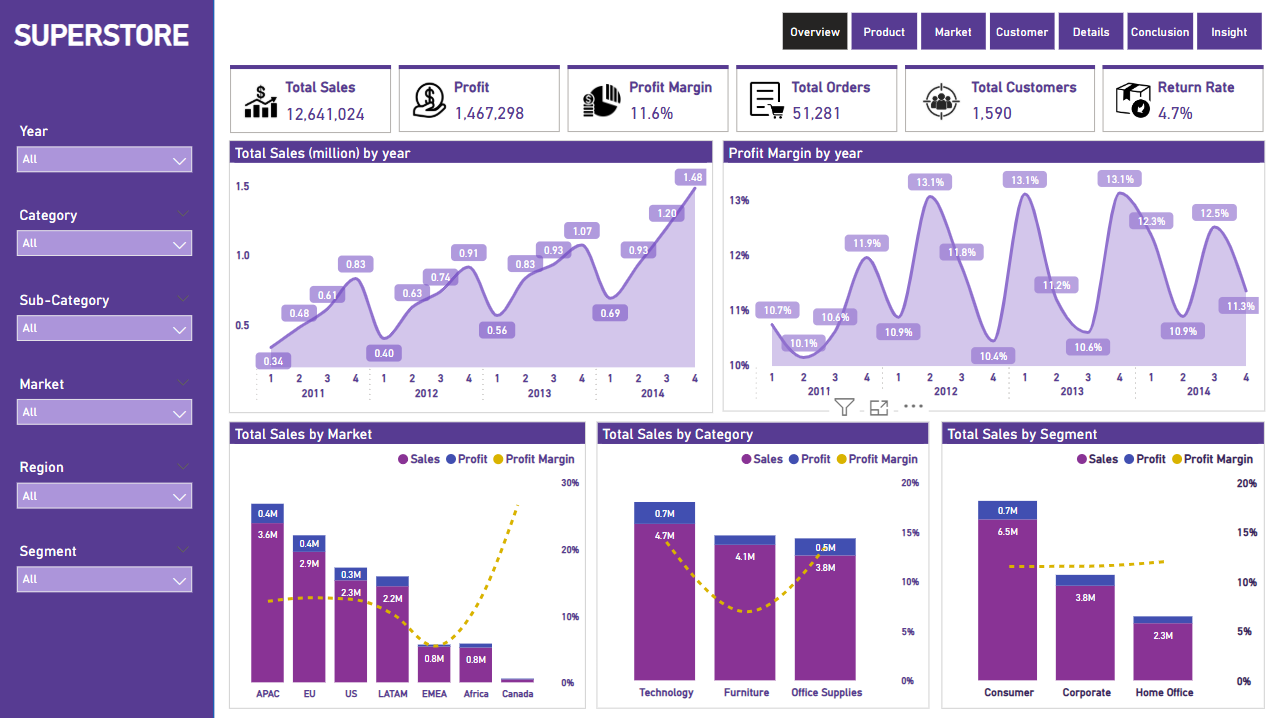 SUPERSTORE
Overview Product Market Customer Details Conclusion Insight
Total Sales
12,641,024
Profit
1,467,298
Profit Margin
11.6%
Total Orders
51,281
Total Customers
1,590
Return Rate
4.7%
Year
All
Category
All
Sub-Category
All
Market
All
Region
All
Segment
All
Total Sales (million) by year
1.5
1.0
0.5
0.34 0.48 0.61 0.83 0.40 0.63 0.74 0.91 0.56 0.83 0.93 1.07 0.69 0.93 1.20 1.48
1 2 3 4 1 2 3 4 1 2 3 4 1 2 3 4
2011 2012 2013 2014
Profit Margin by year
13%
12%
11%
10%
10.7% 10.1% 10.6% 11.9% 10.9% 13.1% 11.8% 10.4% 13.1% 11.2% 10.6% 13.1% 12.3% 10.9% 12.5% 11.3%
1 2 3 4 1 2 3 4 1 2 3 4 1 2 3 4
2011 2012 2013 2014
Total Sales by Market
Sales Profit Profit Margin
30%
20%
10%
0%
0.4M
3.6M
0.4M
2.9M
0.3M
2.3M
2.2M
0.8M
0.8M
APAC EU US LATAM EMEA Africa Canada
Total Sales by Category
Sales Profit Profit Margin
20%
15%
10%
5%
0%
0.7M
4.7M
4.1M
3.8M
Technology Furniture Office Supplies
Total Sales by Segment
Sales Profit Profit Margin
20%
15%
10%
5%
0%
0.7M
6.5M
3.8M
2.3M
Consumer Corporate Home Office